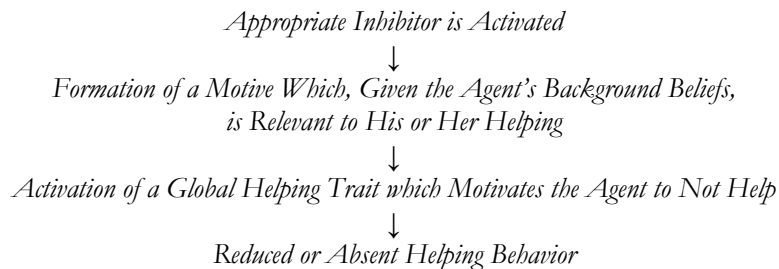 Appropriate Inhibitor is Activated
↓
Formation of a Motive Which, Given the Agent's Background Beliefs,
is Relevant to His or Her Helping
↓
Activation of a Global Helping Trait which Motivates the Agent to Not Help
↓
Reduced or Absent Helping Behavior